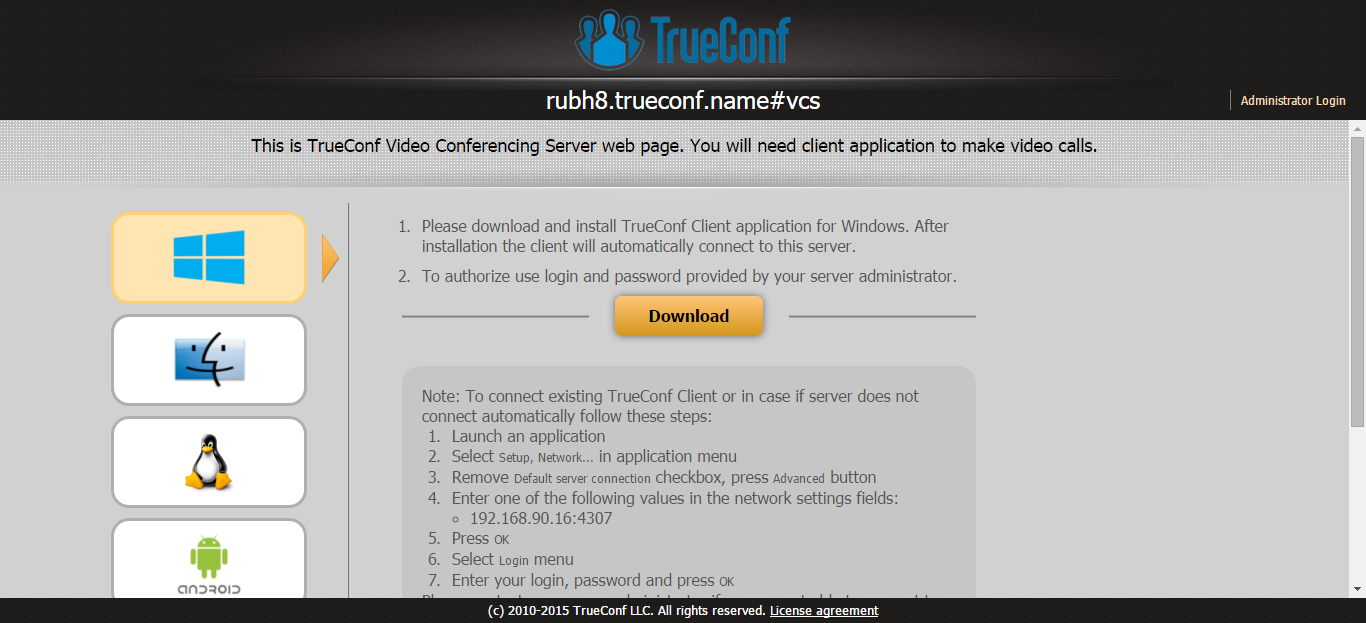 TrueConf
rubh8.trueconf.name#vcs
Administrator Login
This is TrueConf Video Conferencing Server web page. You will need client application to make video calls.
1. Please download and install TrueConf Client application for Windows. After
installation the client will automatically connect to this server.
2. To authorize use login and password provided by your server administrator.
Download
Note: To connect existing TrueConf Client or in case if server does not
connect automatically follow these steps:
1. Launch an application
2. Select Setup, Network... in application menu
3. Remove Default server connection checkbox, press Advanced button
4. Enter one of the following values in the network settings fields:
◦ 192.168.90.16:4307
5. Press OK
6. Select Login menu
7. Enter your login, password and press OK
ANDROID
(c) 2010-2015 TrueConf LLC. All rights reserved. License agreement